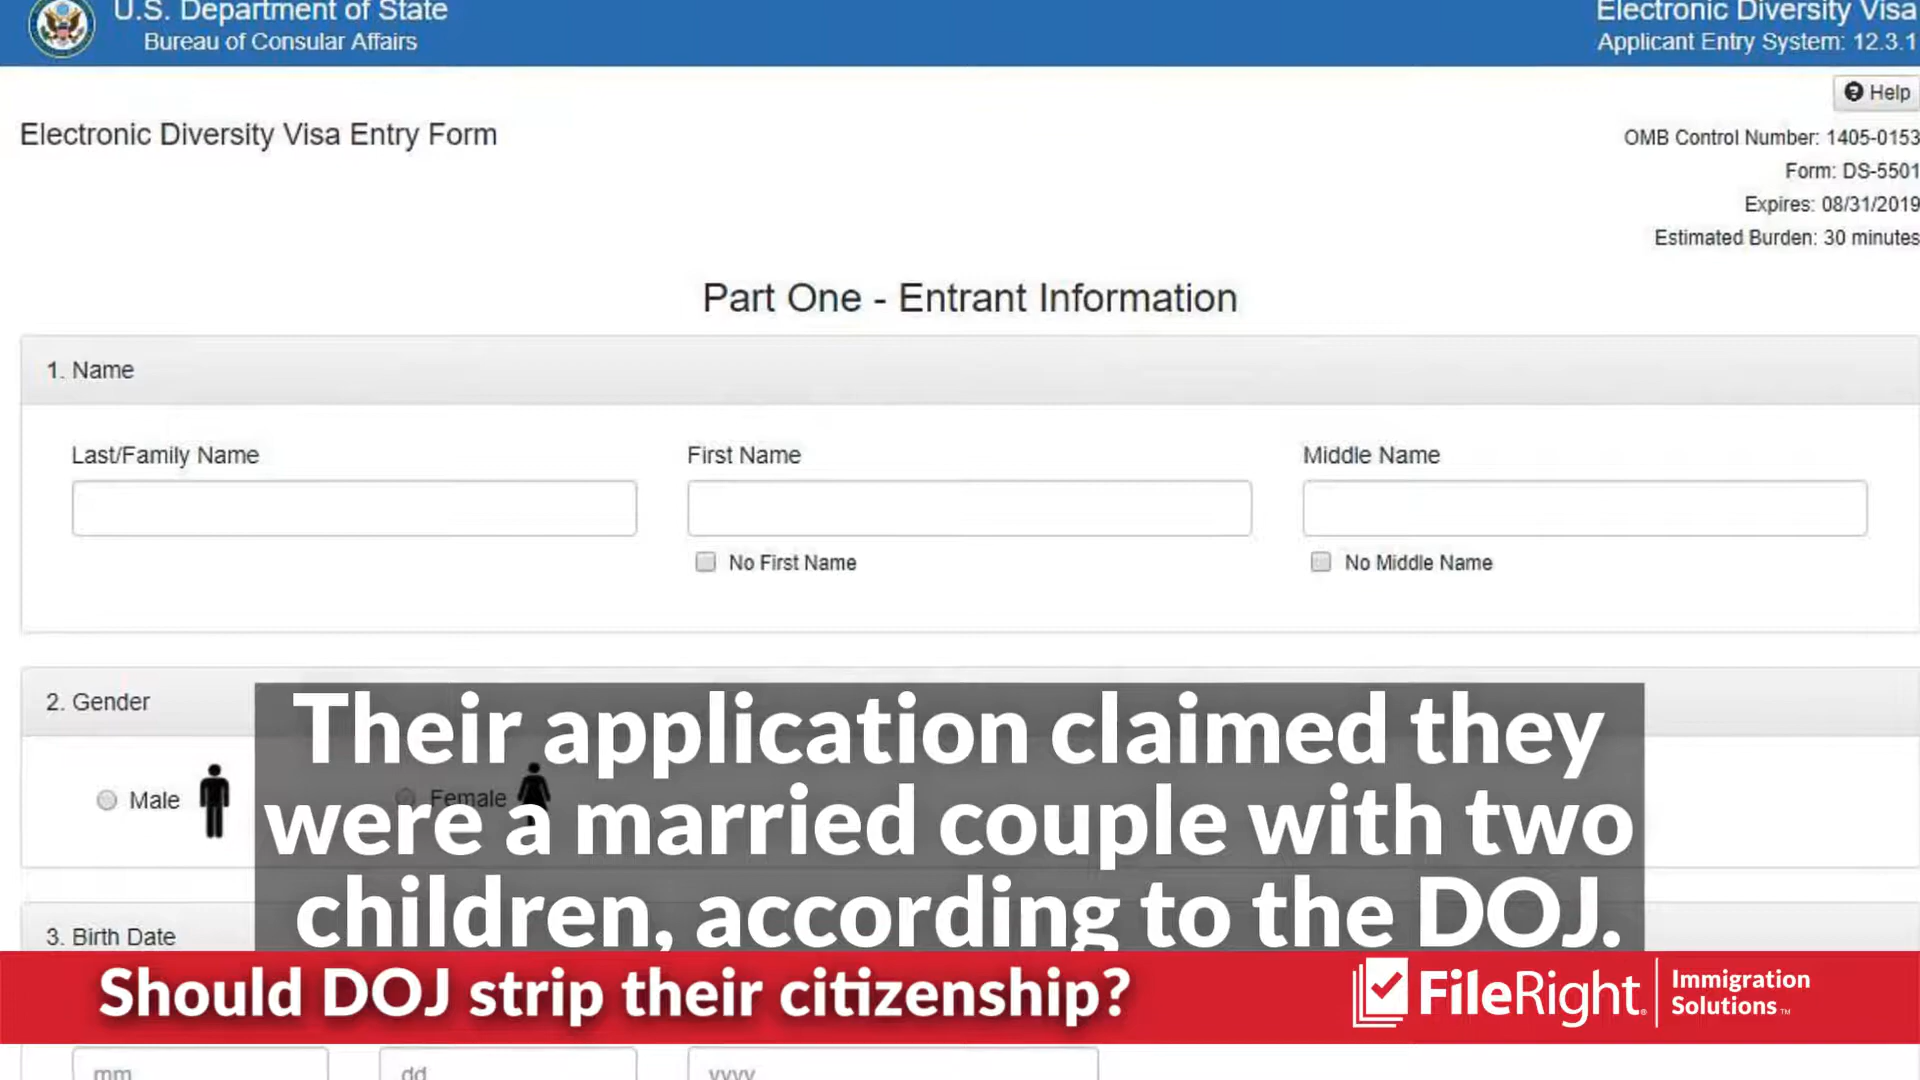 U.S. Department of State
Bureau of Consular Affairs
Electronic Diversity Visa
Applicant Entry System: 12.3.1
Help
Electronic Diversity Visa Entry Form
OMB Control Number: 1405-0153
Form: DS-5501
Expires: 08/31/2019
Estimated Burden: 30 minutes
Part One - Entrant Information
1. Name
Last/Family Name
First Name
Middle Name
No First Name
No Middle Name
2. Gender
Male
Female
Their application claimed they
were a married couple with two
children, according to the DOJ.
3. Birth Date
Should DOJ strip their citizenship?
FileRight
Immigration
Solutions™
mm
dd
yyyy